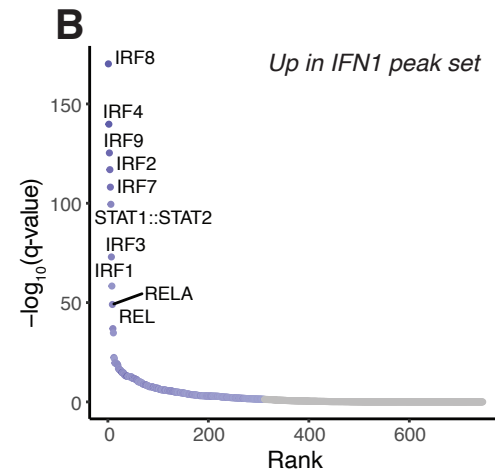 B
Up in IFN1 peak set
IRF8
IRF4
IRF9
IRF2
IRF7
STAT1::STAT2
IRF3
IRF1
RELA
REL
−log10(q-value)
150
100
50
0
0 200 400 600
Rank